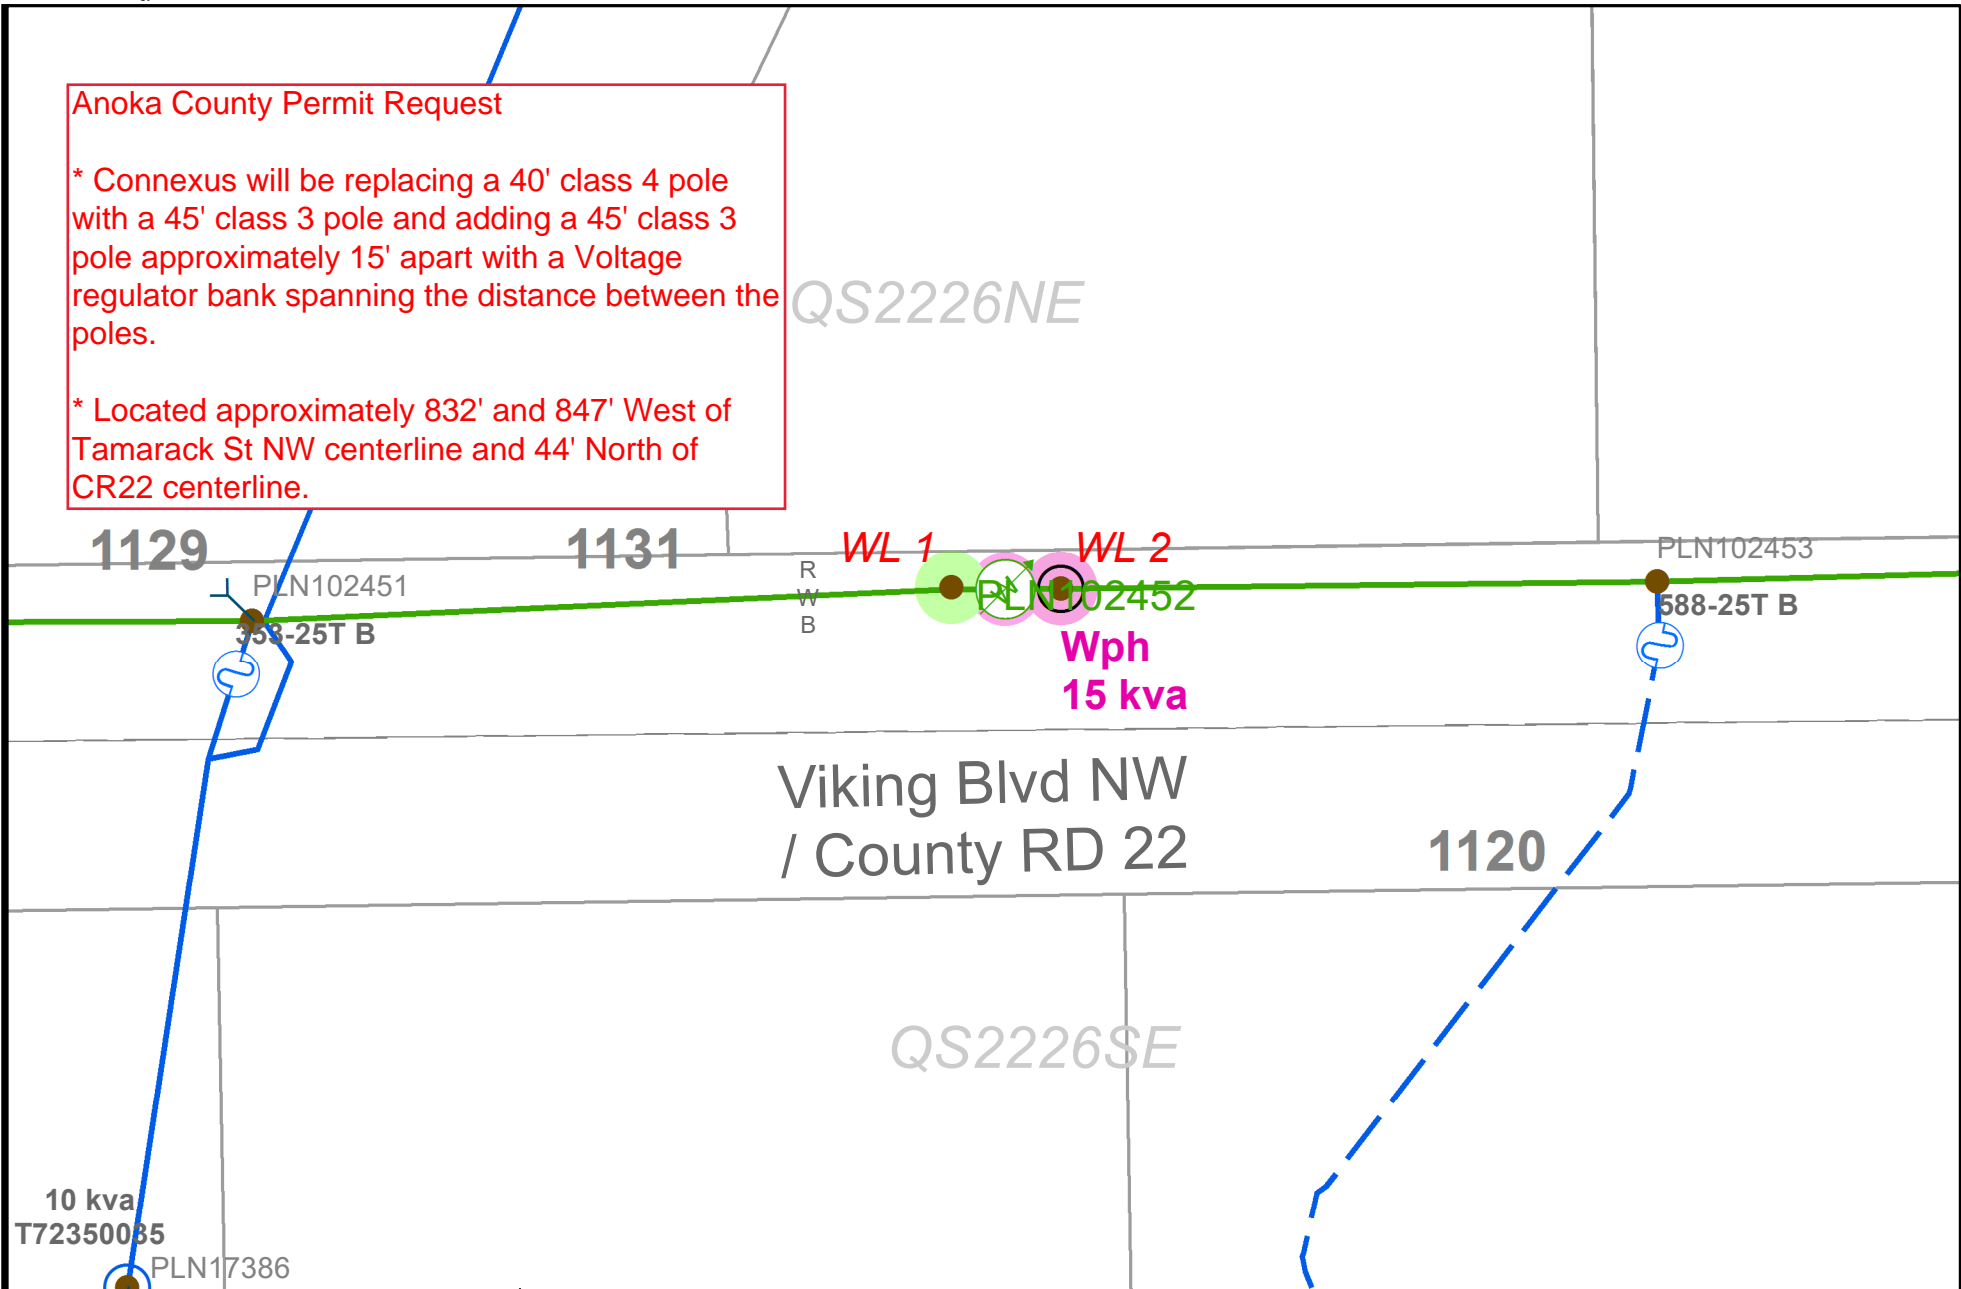 Anoka County Permit Request
* Connexus will be replacing a 40' class 4 pole
with a 45' class 3 pole and adding a 45' class 3
pole approximately 15' apart with a Voltage
regulator bank spanning the distance between the
poles.
* Located approximately 832' and 847' West of
Tamarack St NW centerline and 44' North of
CR22 centerline.
QS2226NE
1129
1131
WL 1
WL 2
PLN102453
PLN102451
R
W
B
PLN102452
588-25T B
353-25T B
Wph
15 kva
Viking Blvd NW
/ County RD 22
1120
QS2226SE
10 kva
T72350035
PLN17386